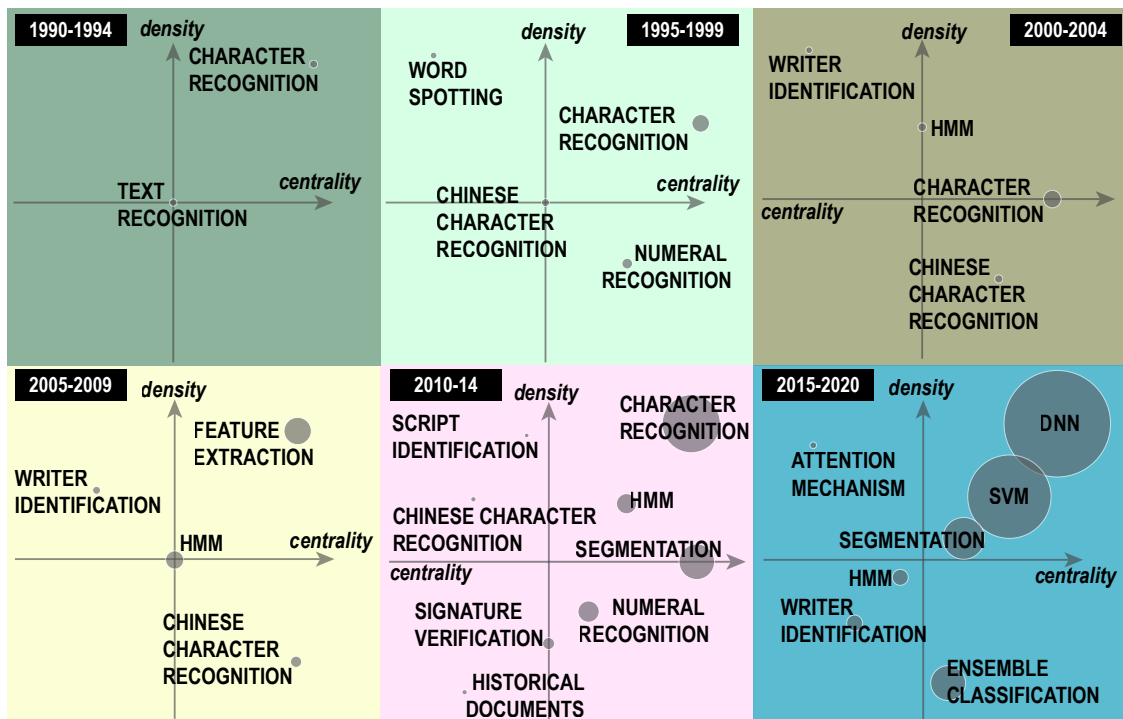 1990-1994
density
CHARACTER
RECOGNITION
TEXT
RECOGNITION
centrality
1995-1999
density
WORD
SPOTTING
CHARACTER
RECOGNITION
centrality
CHINESE
CHARACTER
RECOGNITION
NUMERAL
RECOGNITION
2000-2004
density
WRITER
IDENTIFICATION
HMM
CHARACTER
RECOGNITION
centrality
CHINESE
CHARACTER
RECOGNITION
2005-2009
density
FEATURE
EXTRACTION
WRITER
IDENTIFICATION
HMM
centrality
CHINESE
CHARACTER
RECOGNITION
2010-14
density
CHARACTER
RECOGNITION
SCRIPT
IDENTIFICATION
HMM
CHINESE CHARACTER
RECOGNITION
SEGMENTATION
centrality
SIGNATURE
VERIFICATION
NUMERAL
RECOGNITION
HISTORICAL
DOCUMENTS
2015-2020
density
DNN
ATTENTION
MECHANISM
SVM
SEGMENTATION
HMM
centrality
WRITER
IDENTIFICATION
ENSEMBLE
CLASSIFICATION